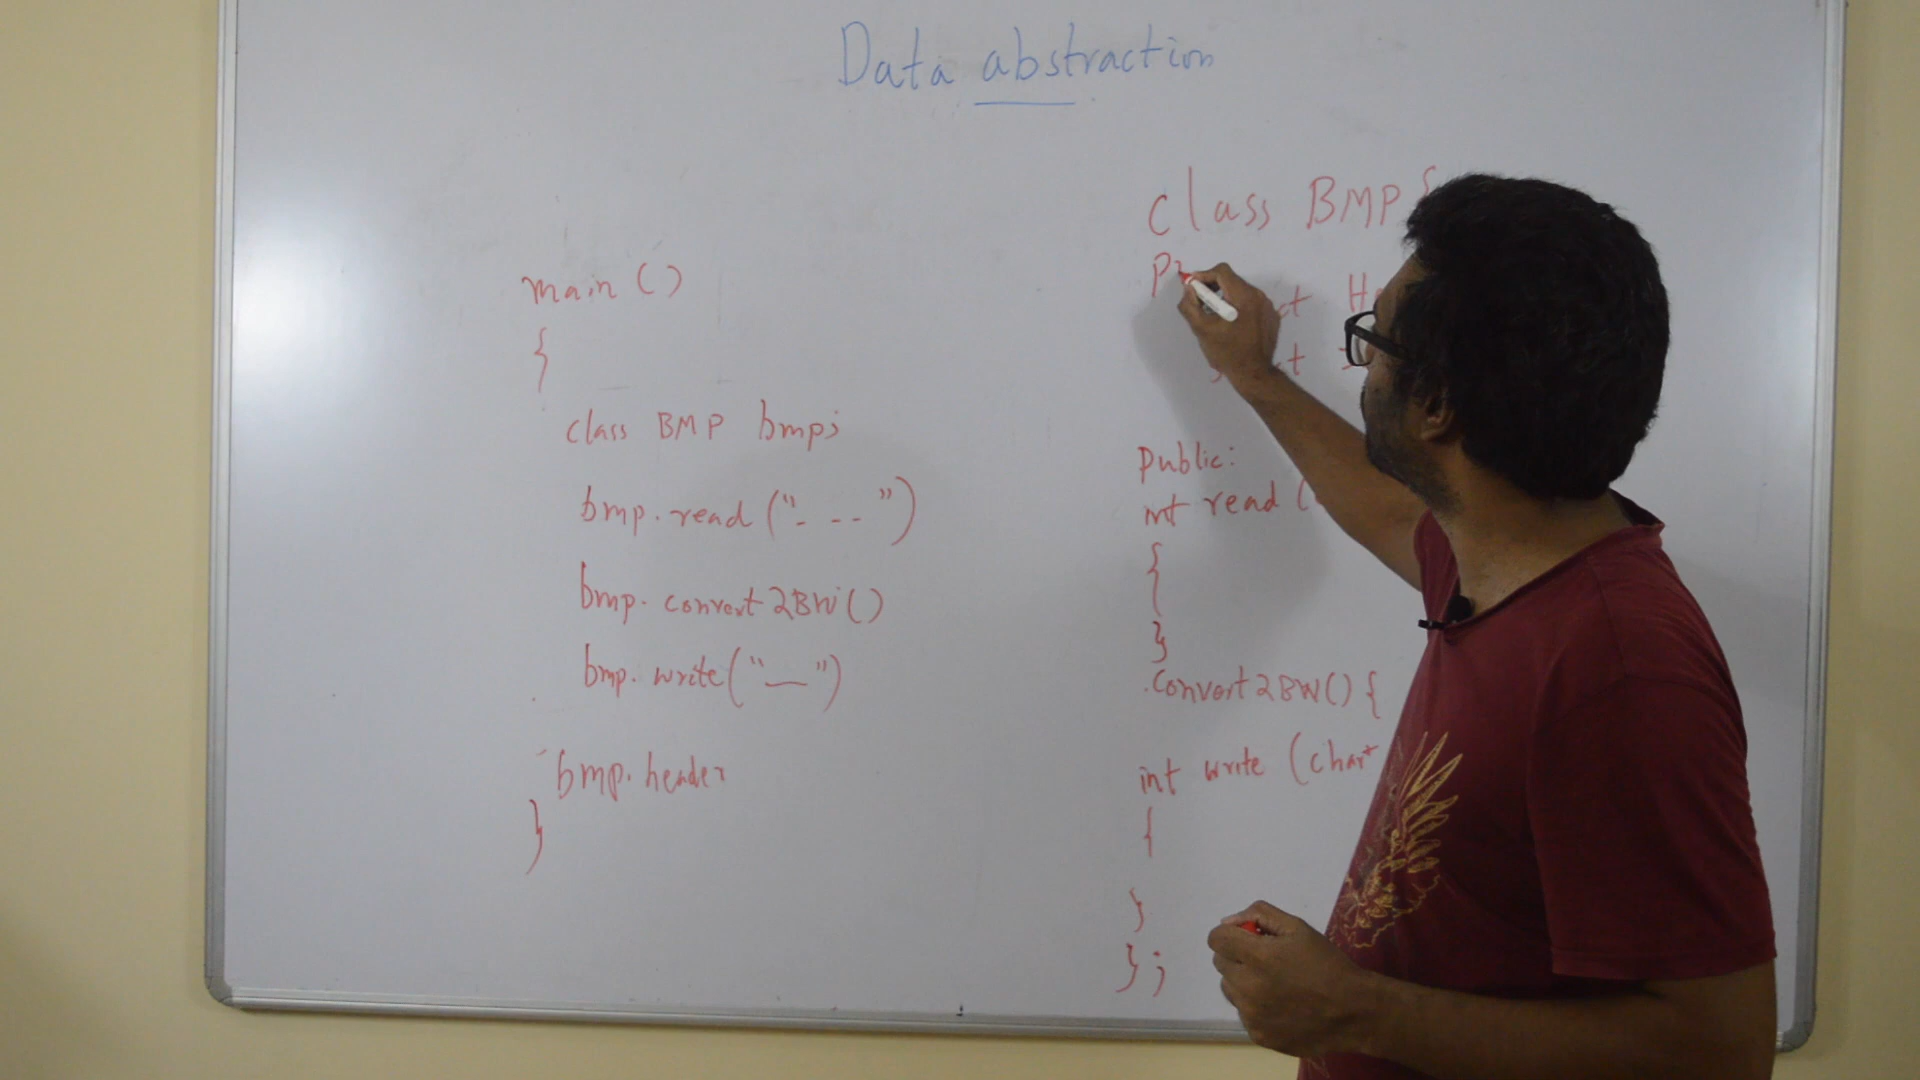 Data abstraction
main ()
{
class BMP bmp;
bmp.read ("- - -")
bmp. convert2BW()
bmp. write("—")
bmp. header
}
class BMP {
Pr
public:
int read (
{
}
convert2BW() {
int write (char*
{
}
};